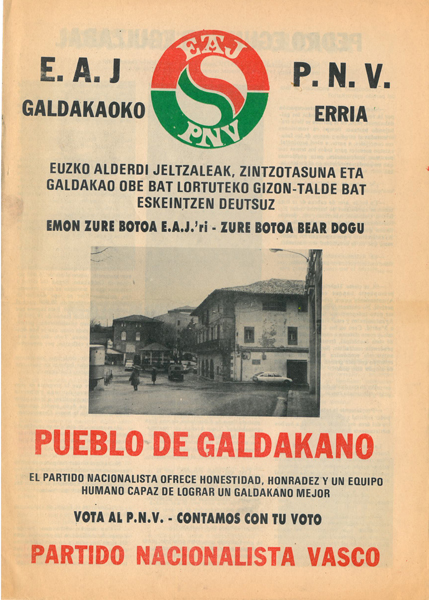 E. A. J
EAJ
PNV
P. N. V.
GALDAKAOKO
ERRIA
EUZKO ALDERDI JELTZALEAK, ZINTZOTASUNA ETA
GALDAKAO OBE BAT LORTUTEKO GIZON-TALDE BAT
ESKEINTZEN DEUTSUZ
EMON ZURE BOTOA E.A.J.'ri - ZURE BOTOA BEAR DOGU
PUEBLO DE GALDAKANO
EL PARTIDO NACIONALISTA OFRECE HONESTIDAD, HONRADEZ Y UN EQUIPO
HUMANO CAPAZ DE LOGRAR UN GALDAKANO MEJOR
VOTA AL P.N.V. - CONTAMOS CON TU VOTO
PARTIDO NACIONALISTA VASCO